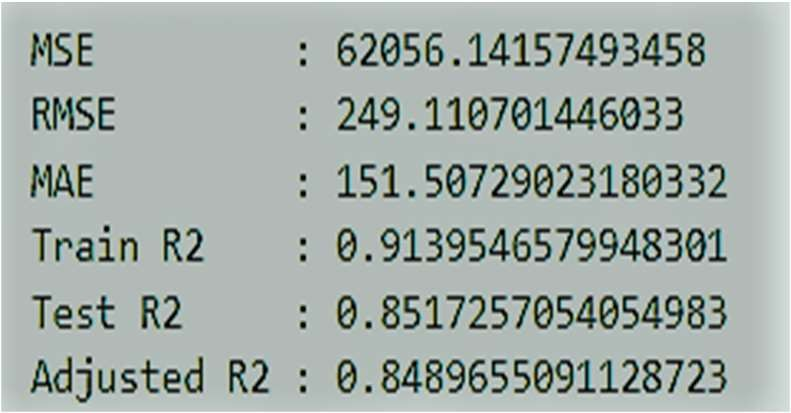 MSE : 62056.14157493458
RMSE : 249.110701446033
MAE : 151.50729023180332
Train R2 : 0.9139546579948301
Test R2 : 0.8517257054054983
Adjusted R2 : 0.8489655091128723